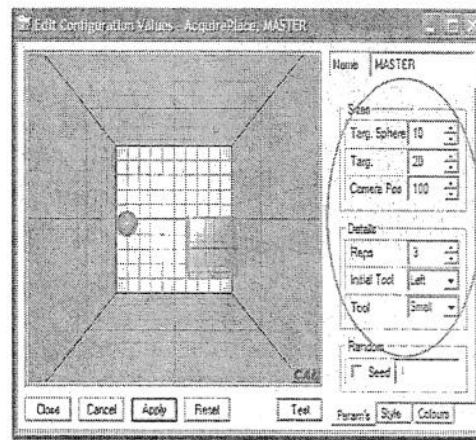 Edit Configuration Values - AcquirePlace, MASTER
Name MASTER
Sizes
Targ. Sphere 10
Targ. 20
Camera Pos 100
Details
Reps 3
Initial Tool Left
Tool Small
Random
Seed 1
Close Cancel Apply Reset Test
Param's Style Colours